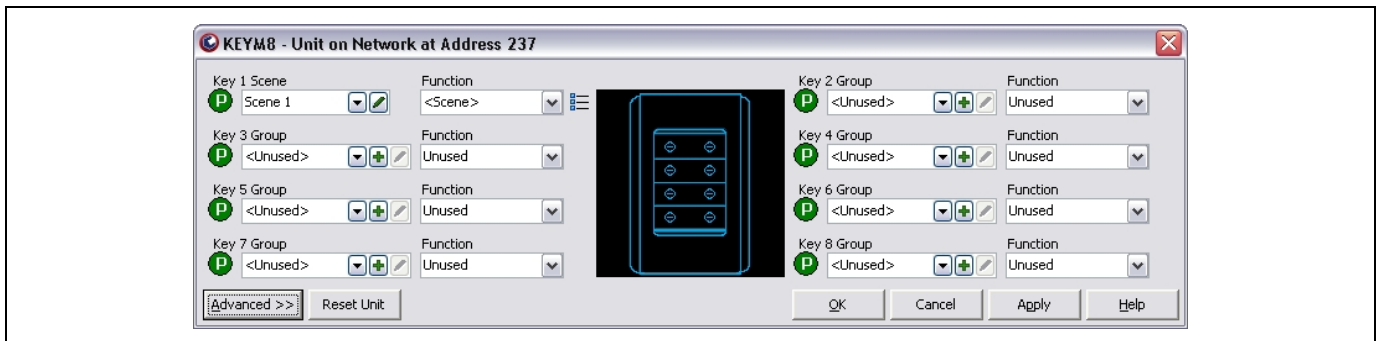 KEYM8 - Unit on Network at Address 237
Key 1 Scene Function Key 2 Group Function
P Scene 1 <Scene> P <Unused> Unused
Key 3 Group Function Key 4 Group Function
P <Unused> Unused P <Unused> Unused
Key 5 Group Function Key 6 Group Function
P <Unused> Unused P <Unused> Unused
Key 7 Group Function Key 8 Group Function
P <Unused> Unused P <Unused> Unused
Advanced >> Reset Unit OK Cancel Apply Help